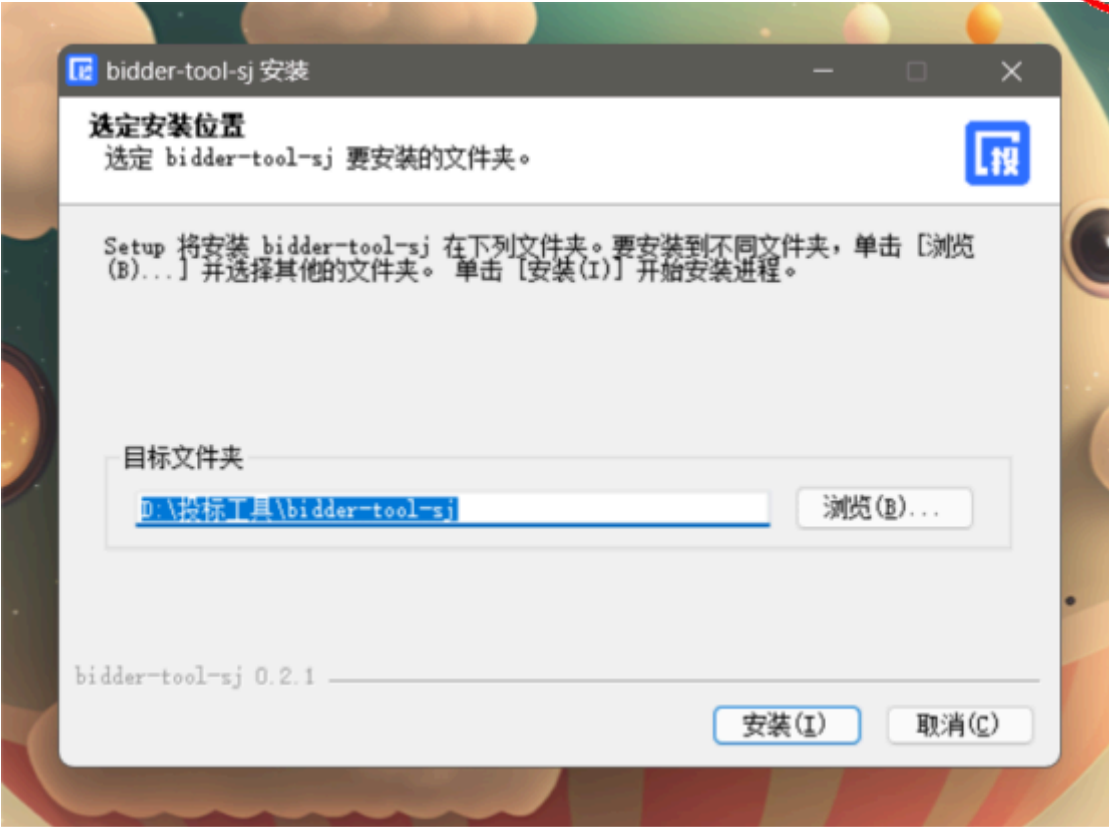 bidder-tool-sj 安装
选定安装位置
选定 bidder-tool-sj 要安装的文件夹。
投
Setup 将安装 bidder-tool-sj 在下列文件夹。要安装到不同文件夹，单击 [浏览
(B)...] 并选择其他的文件夹。 单击 [安装(I)] 开始安装进程。
目标文件夹
D:\投标工具\bidder-tool-sj
浏览(B)...
bidder-tool-sj 0.2.1
安装(I)
取消(C)